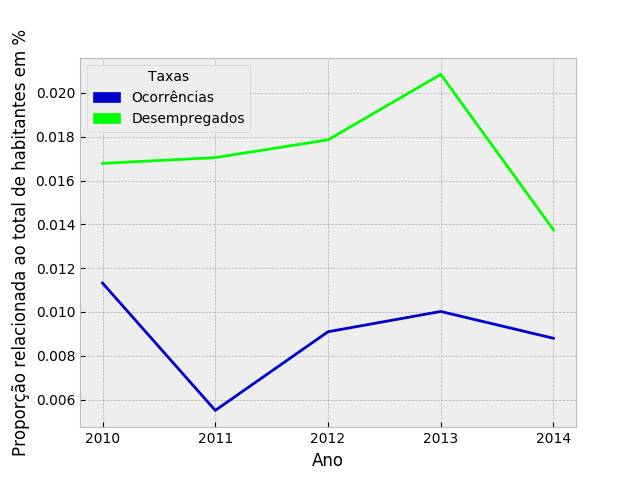 Proporção relacionada ao total de habitantes em %
Taxas
Ocorrências
Desempregados
0.020
0.018
0.016
0.014
0.012
0.010
0.008
0.006
2010 2011 2012 2013 2014
Ano